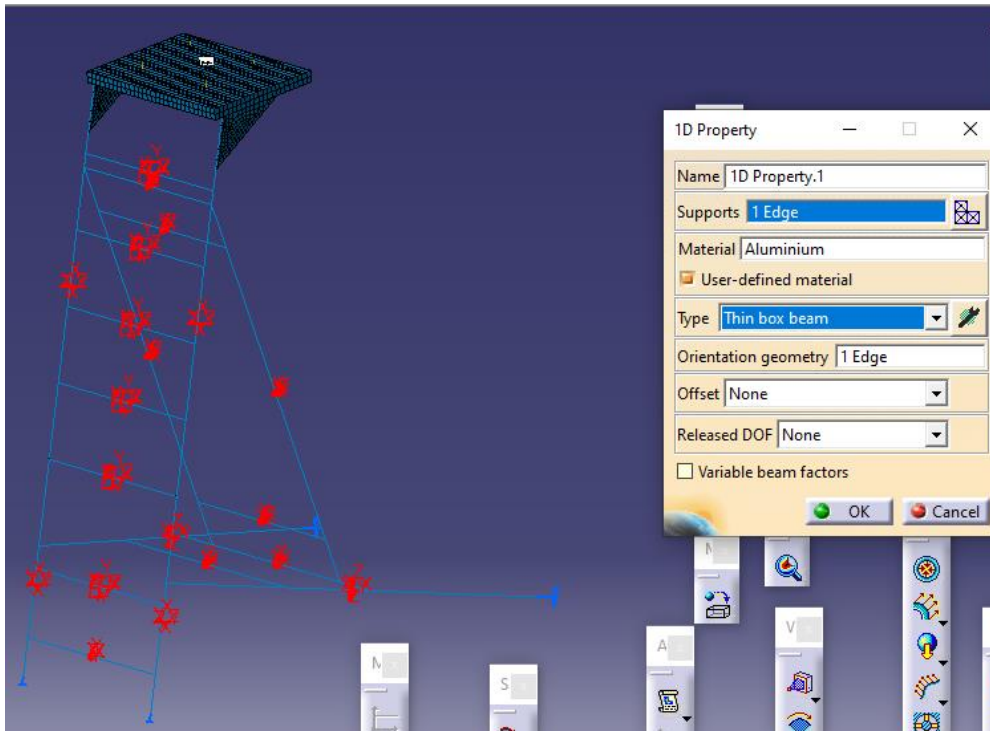 1D Property
Name 1D Property.1
Supports 1 Edge
Material Aluminium
User-defined material
Type Thin box beam
Orientation geometry 1 Edge
Offset None
Released DOF None
Variable beam factors
OK Cancel
M
V
A
M
S